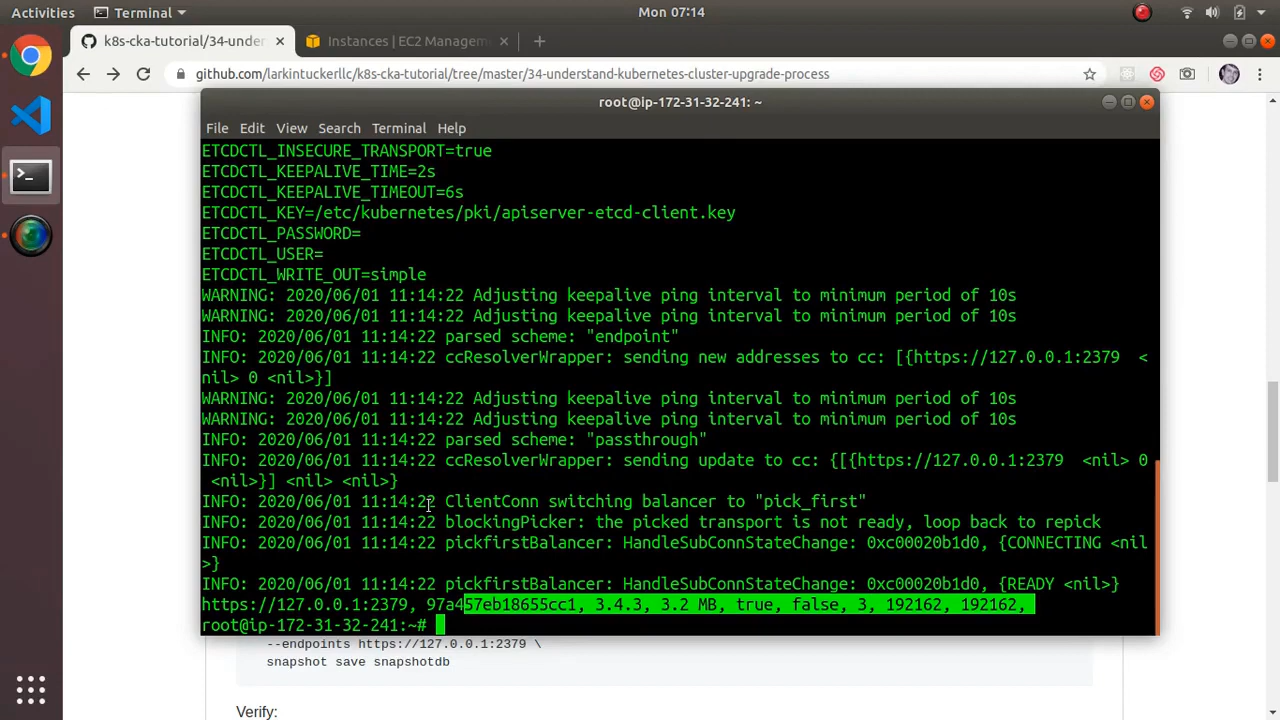 Activities
Terminal
Mon 07:14
k8s-cka-tutorial/34-under
Instances | EC2 Managem
github.com/larkintuckerllc/k8s-cka-tutorial/tree/master/34-understand-kubernetes-cluster-upgrade-process
root@ip-172-31-32-241: ~
File Edit View Search Terminal Help
ETCDCTL_INSECURE_TRANSPORT=true
ETCDCTL_KEEPALIVE_TIME=2s
ETCDCTL_KEEPALIVE_TIMEOUT=6s
ETCDCTL_KEY=/etc/kubernetes/pki/apiserver-etcd-client.key
ETCDCTL_PASSWORD=
ETCDCTL_USER=
ETCDCTL_WRITE_OUT=simple
WARNING: 2020/06/01 11:14:22 Adjusting keepalive ping interval to minimum period of 10s
WARNING: 2020/06/01 11:14:22 Adjusting keepalive ping interval to minimum period of 10s
INFO: 2020/06/01 11:14:22 parsed scheme: "endpoint"
INFO: 2020/06/01 11:14:22 ccResolverWrapper: sending new addresses to cc: [{https://127.0.0.1:2379  <
nil> 0 <nil>}]
WARNING: 2020/06/01 11:14:22 Adjusting keepalive ping interval to minimum period of 10s
WARNING: 2020/06/01 11:14:22 Adjusting keepalive ping interval to minimum period of 10s
INFO: 2020/06/01 11:14:22 parsed scheme: "passthrough"
INFO: 2020/06/01 11:14:22 ccResolverWrapper: sending update to cc: {[{https://127.0.0.1:2379  <nil> 0
 <nil>}] <nil> <nil>}
INFO: 2020/06/01 11:14:22 ClientConn switching balancer to "pick_first"
INFO: 2020/06/01 11:14:22 blockingPicker: the picked transport is not ready, loop back to repick
INFO: 2020/06/01 11:14:22 pickfirstBalancer: HandleSubConnStateChange: 0xc00020b1d0, {CONNECTING <nil
>}
INFO: 2020/06/01 11:14:22 pickfirstBalancer: HandleSubConnStateChange: 0xc00020b1d0, {READY <nil>}
https://127.0.0.1:2379, 97a457eb18655cc1, 3.4.3, 3.2 MB, true, false, 3, 192162, 192162,
root@ip-172-31-32-241:~#
--endpoints https://127.0.0.1:2379 \
snapshot save snapshotdb
Verify: